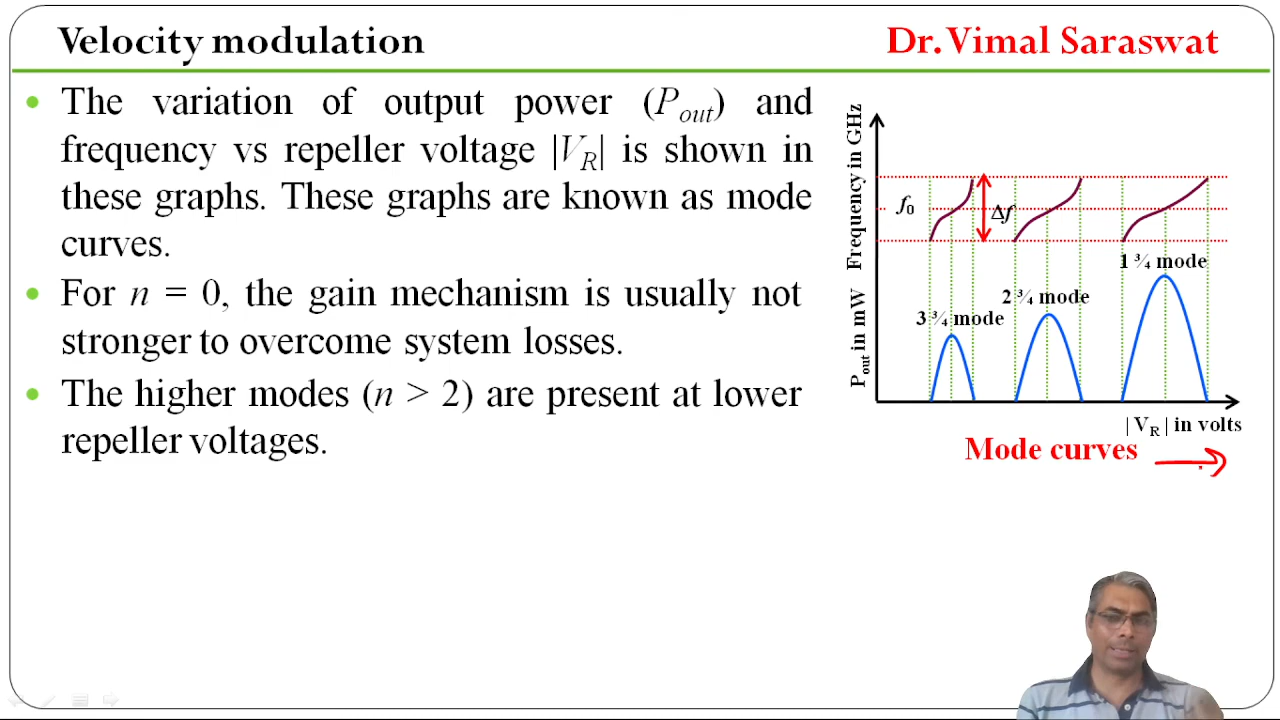 Velocity modulation
Dr. Vimal Saraswat
• The variation of output power (Pout) and
frequency vs repeller voltage |VR| is shown in
these graphs. These graphs are known as mode
curves.
• For n = 0, the gain mechanism is usually not
stronger to overcome system losses.
• The higher modes (n > 2) are present at lower
repeller voltages.
Frequency in GHz
f0
Δf
Pout in mW
1 ¾ mode
2 ¾ mode
3 ¾ mode
| VR | in volts
Mode curves